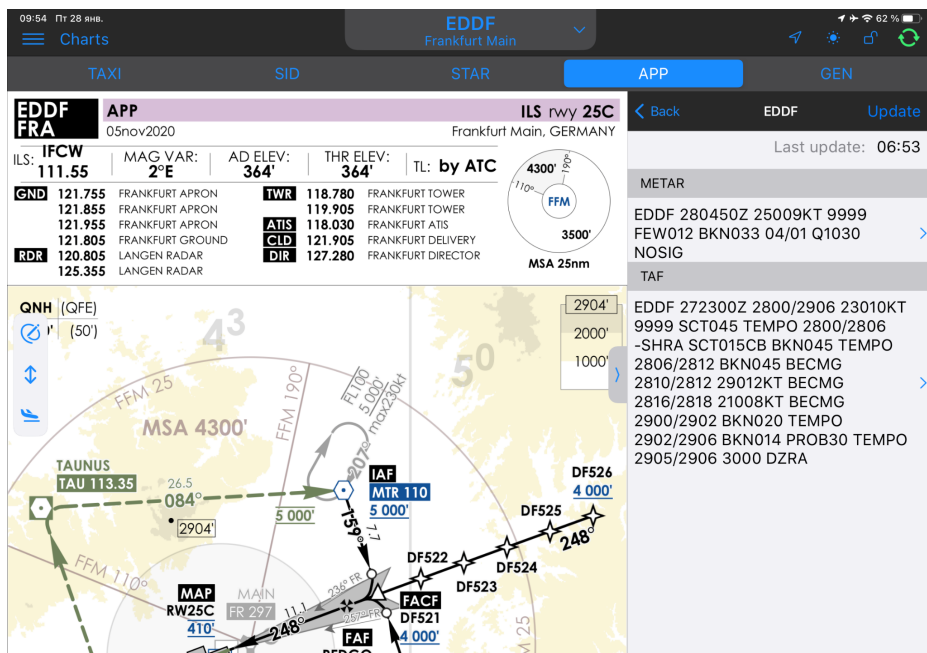 09:54 Пт 28 янв.
62 %
Charts
EDDF
Frankfurt Main
TAXI
SID
STAR
APP
GEN
EDDF
FRA
APP
05nov2020
ILS rwy 25C
Frankfurt Main, GERMANY
ILS: IFCW
111.55
MAG VAR:
2°E
AD ELEV:
364'
THR ELEV:
364'
TL: by ATC
GND 121.755 FRANKFURT APRON
121.855 FRANKFURT APRON
121.955 FRANKFURT APRON
121.805 FRANKFURT GROUND
RDR 120.805 LANGEN RADAR
125.355 LANGEN RADAR
TWR 118.780 FRANKFURT TOWER
119.905 FRANKFURT TOWER
ATIS 118.030 FRANKFURT ATIS
CLD 121.905 FRANKFURT DELIVERY
DIR 127.280 FRANKFURT DIRECTOR
4300'
190°
110°
FFM
3500'
MSA 25nm
QNH (QFE)
(50')
43
50
2904'
2000'
1000'
FFM 25
FFM 190°
MSA 4300'
FL100
5 000'
max230kt
207°
TAUNUS
TAU 113.35
26.5
084°
5 000'
2904'
IAF
MTR 110
5 000'
159°
7.7
DF526
4 000'
DF525
248°
DF524
DF522
DF523
FFM 110°
MAP
RW25C
410'
MAIN
FR 297
11.1
236° FR
248°
257° FR
FACF
DF521
4 000'
FAF
25
Back
EDDF
Update
Last update: 06:53
METAR
EDDF 280450Z 25009KT 9999
FEW012 BKN033 04/01 Q1030
NOSIG
TAF
EDDF 272300Z 2800/2906 23010KT
9999 SCT045 TEMPO 2800/2806
-SHRA SCT015CB BKN045 TEMPO
2806/2812 BKN045 BECMG
2810/2812 29012KT BECMG
2816/2818 21008KT BECMG
2900/2902 BKN020 TEMPO
2902/2906 BKN014 PROB30 TEMPO
2905/2906 3000 DZRA